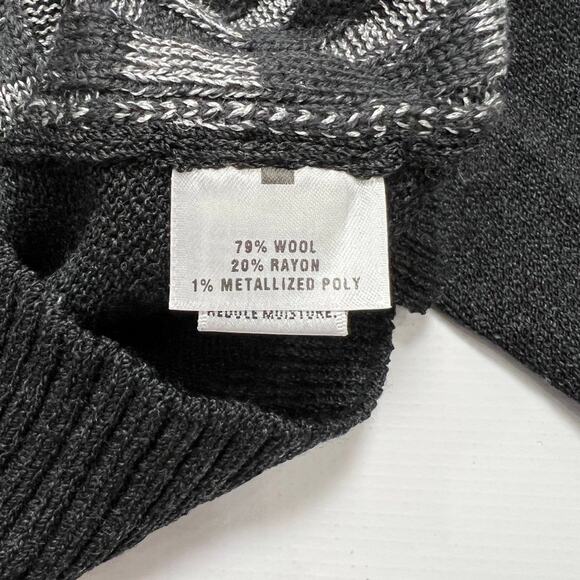 79% WOOL
20% RAYON
1% METALLIZED POLY
REDUCE MOISTURE.